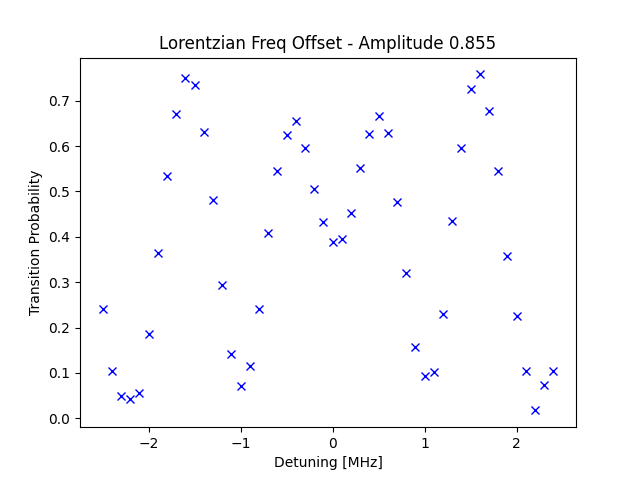 Lorentzian Freq Offset - Amplitude 0.855
Transition Probability
0.7
0.6
0.5
0.4
0.3
0.2
0.1
0.0
−2 −1 0 1 2
Detuning [MHz]